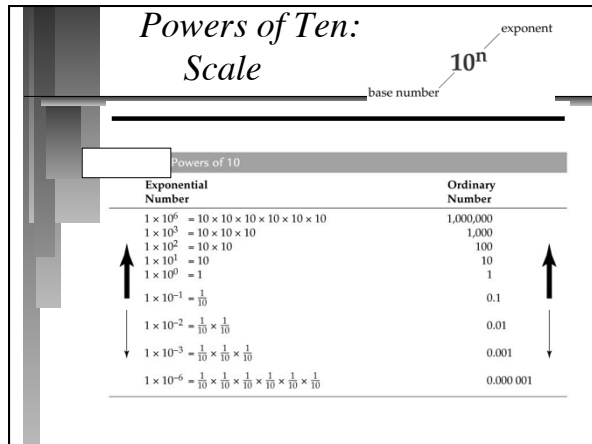 Powers of Ten:
Scale
exponent
10ⁿ
base number
Powers of 10
Exponential Number
Ordinary Number
1 × 10⁶ = 10 × 10 × 10 × 10 × 10 × 10 1,000,000
1 × 10³ = 10 × 10 × 10 1,000
1 × 10² = 10 × 10 100
1 × 10¹ = 10 10
1 × 10⁰ = 1 1
1 × 10⁻¹ = 1/10 0.1
1 × 10⁻² = 1/10 × 1/10 0.01
1 × 10⁻³ = 1/10 × 1/10 × 1/10 0.001
1 × 10⁻⁶ = 1/10 × 1/10 × 1/10 × 1/10 × 1/10 × 1/10 0.000 001